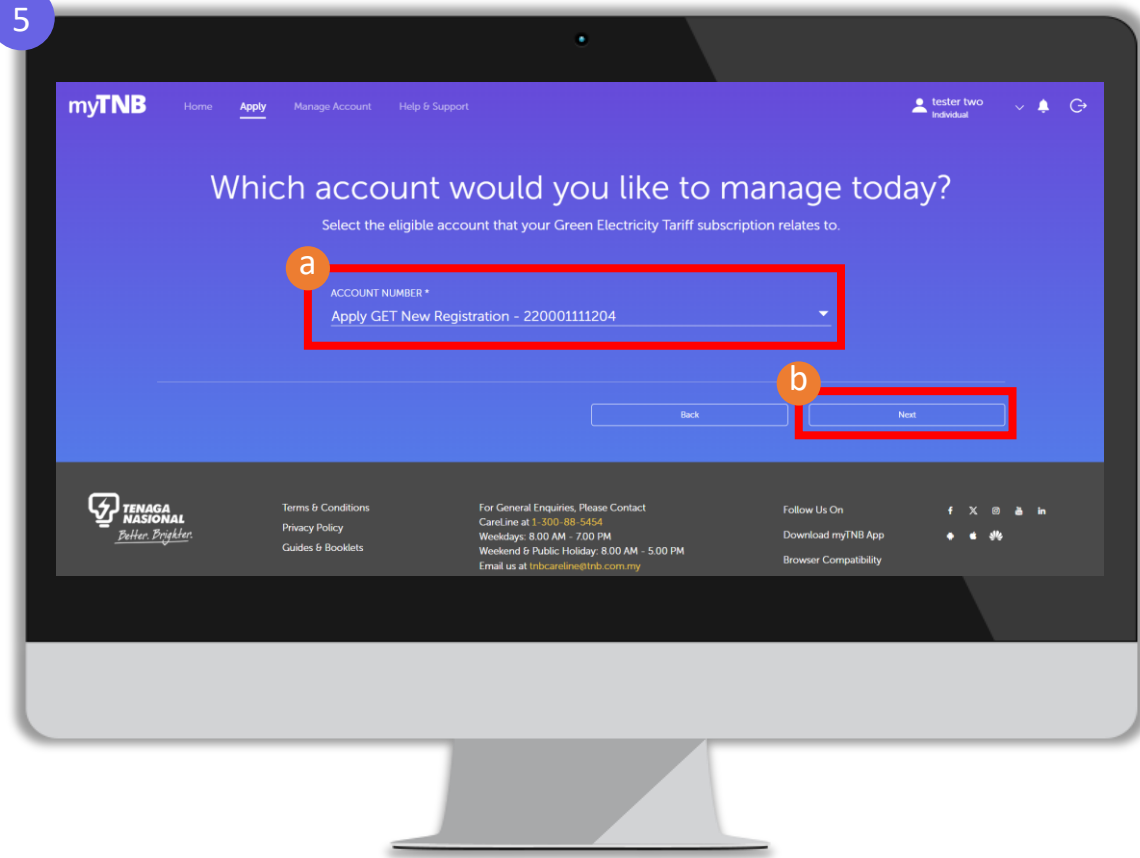 5
myTNB Home Apply Manage Account Help & Support tester two
Individual
Which account would you like to manage today?
Select the eligible account that your Green Electricity Tariff subscription relates to.
a
ACCOUNT NUMBER *
Apply GET New Registration - 220001111204
b
Back Next
TENAGA
NASIONAL
Better. Brighter.
Terms & Conditions
Privacy Policy
Guides & Booklets
For General Enquiries, Please Contact
CareLine at 1-300-88-5454
Weekdays: 8.00 AM - 7.00 PM
Weekend & Public Holiday: 8.00 AM - 5.00 PM
Email us at tnbcareline@tnb.com.my
Follow Us On
Download myTNB App
Browser Compatibility